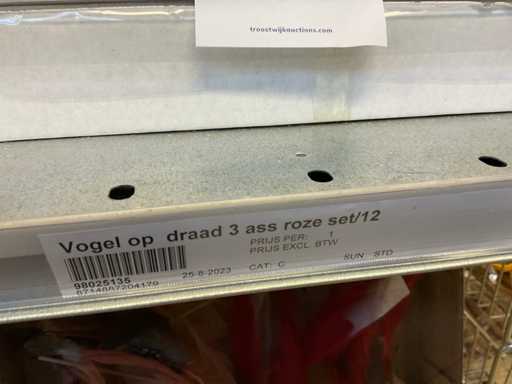 troostwijkauctions.com
Vogel op draad 3 ass roze set/12
PRIJS PER: 1
PRIJS EXCL. BTW
98025135
8714887204179
25-8-2023 CAT: C SUN: STD